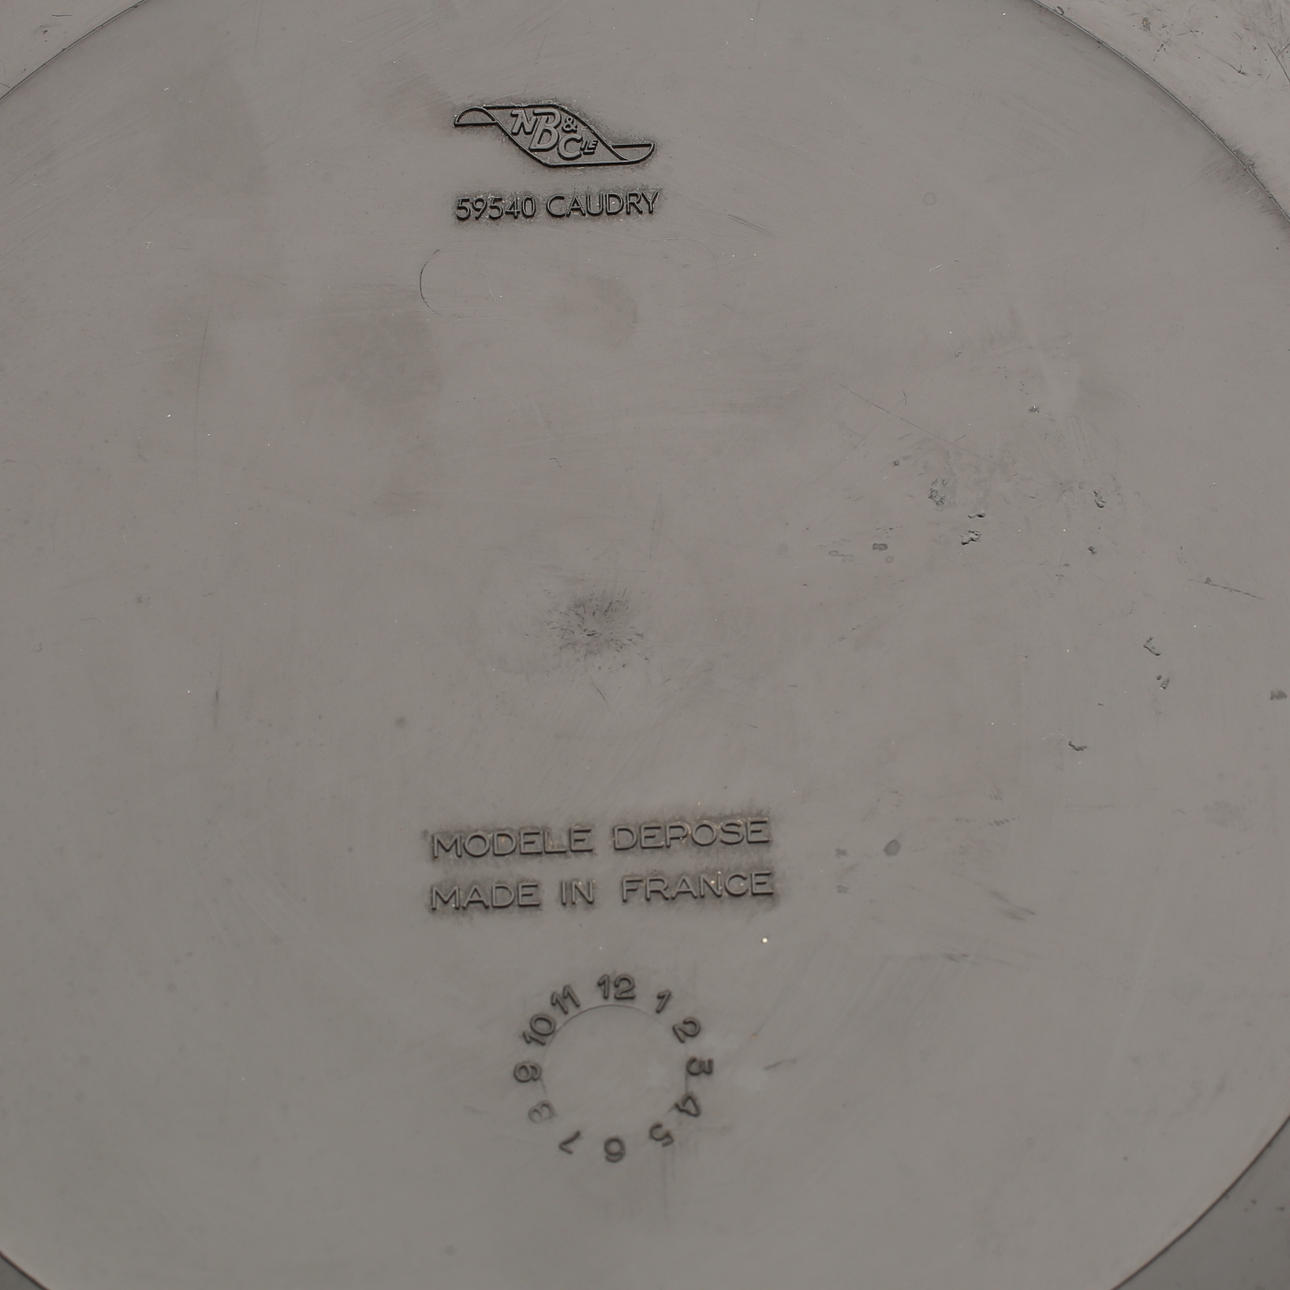 NB & CIE
59540 CAUDRY
MODELE DEPOSE
MADE IN FRANCE
12 1 2 3 4 5 6 7 8 9 10 11